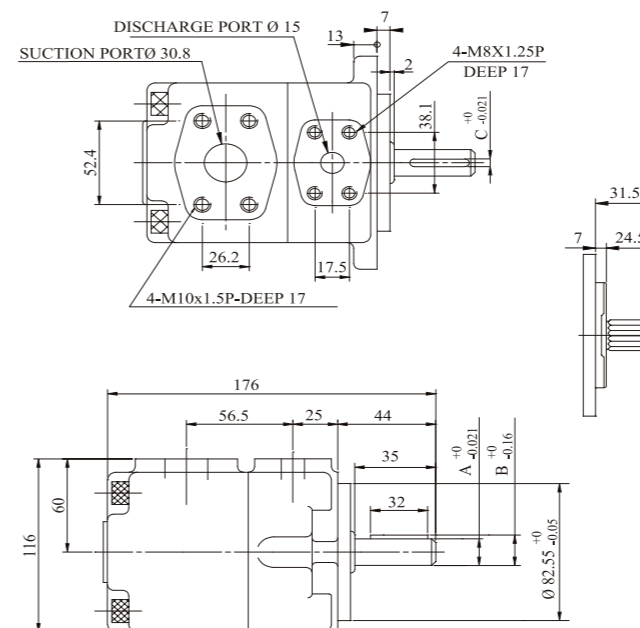 DISCHARGE PORT Ø 15
SUCTION PORTØ 30.8
13
7
2
4-M8X1.25P
DEEP 17
38.1
C +0 -0.021
52.4
26.2
17.5
4-M10x1.5P-DEEP 17
31.5
7
24.5
176
56.5
25
44
35
32
A +0 -0.021
B +0 -0.16
60
116
Ø 82.55 +0 -0.05